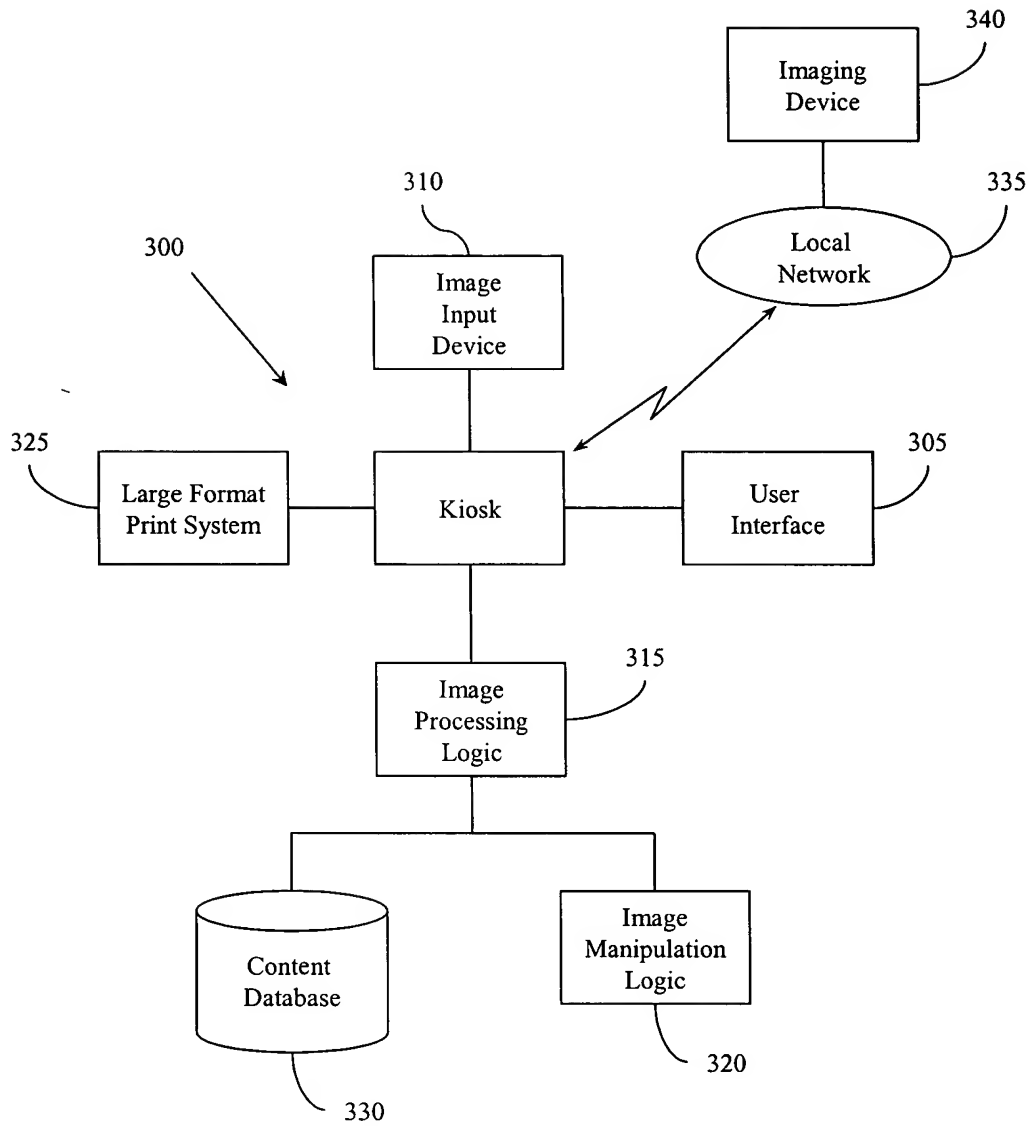 340
Imaging
Device
310
335
300
Local
Network
Image
Input
Device
325
305
Large Format
Print System
Kiosk
User
Interface
315
Image
Processing
Logic
Content
Database
Image
Manipulation
Logic
320
330